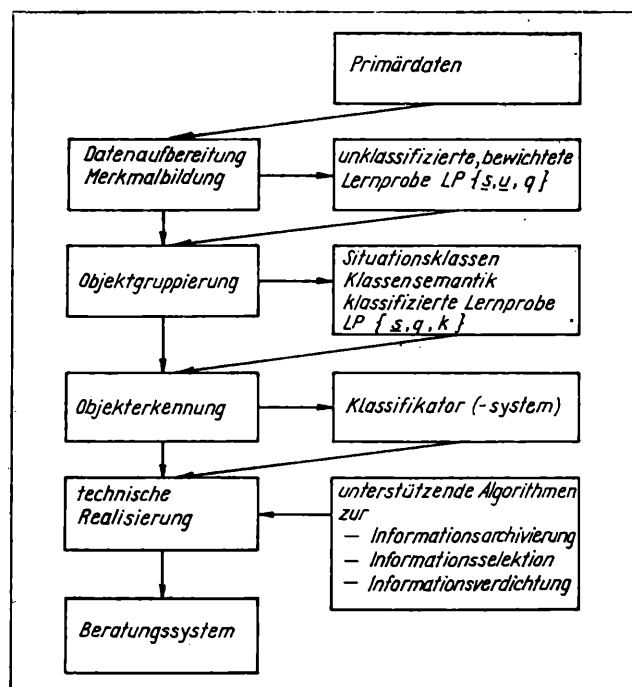 Primärdaten
Datenaufbereitung
Merkmalbildung
unklassifizierte, bewichtete
Lernprobe LP {s, u, q}
Objektgruppierung
Situationsklassen
Klassensemantik
klassifizierte Lernprobe
LP {s, q, k}
Objekterkennung
Klassifikator (-system)
technische
Realisierung
unterstützende Algorithmen
zur
— Informationsarchivierung
— Informationsselektion
— Informationsverdichtung
Beratungssystem